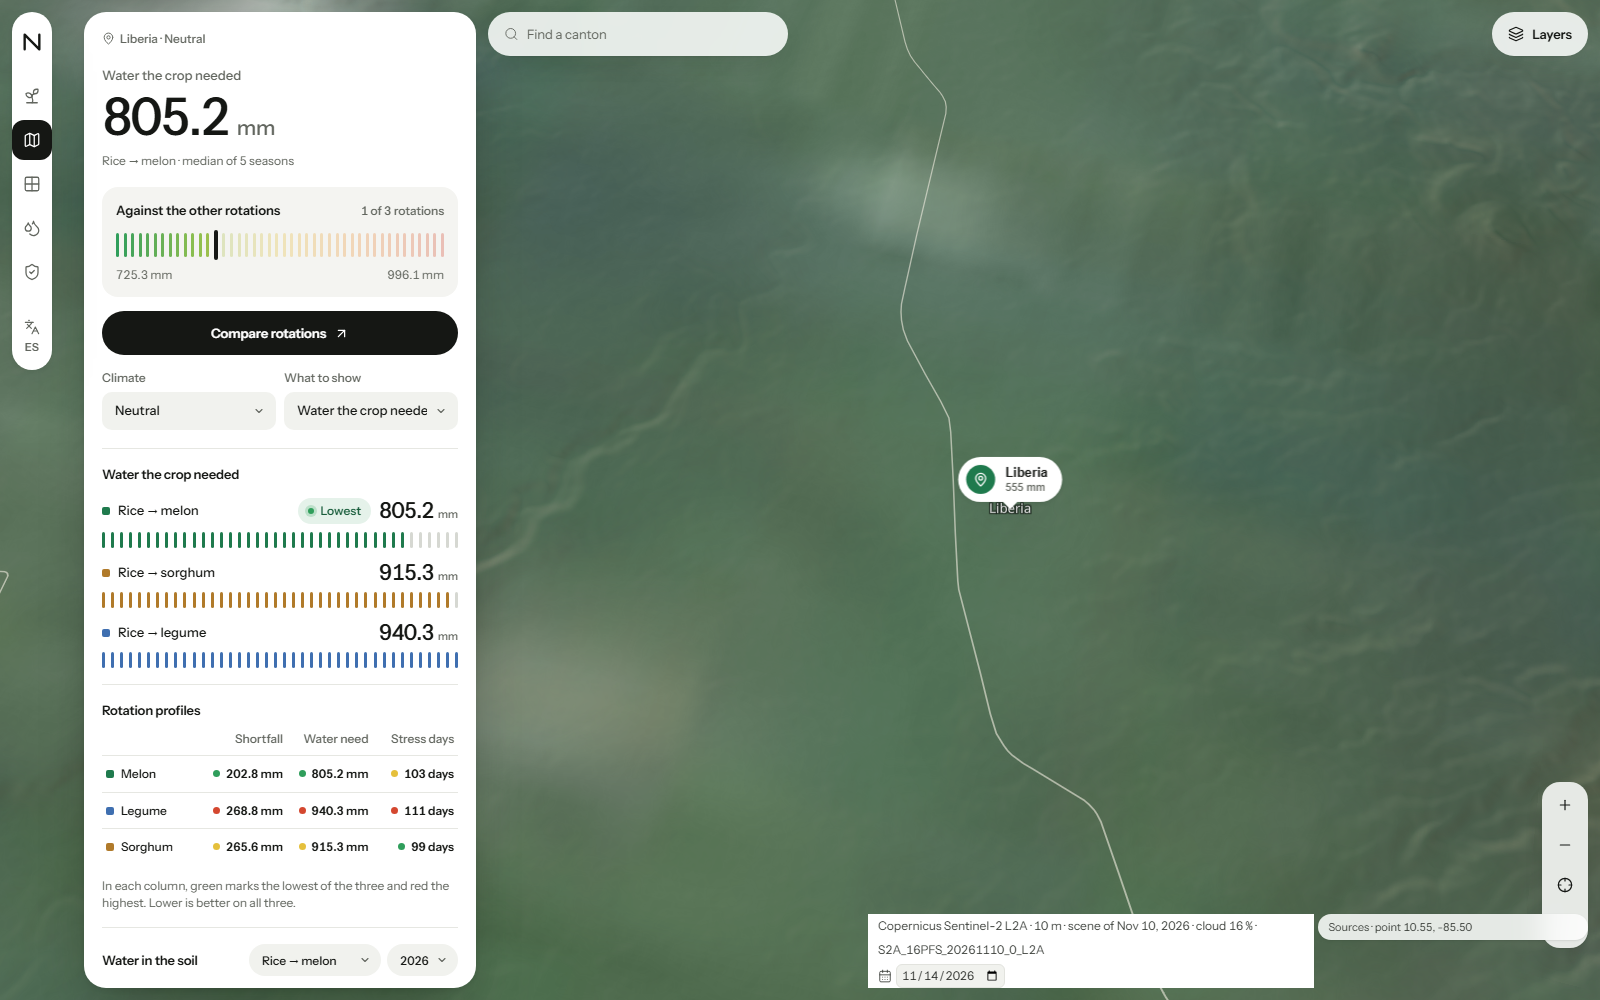 N
ES
Liberia · Neutral
Water the crop needed
805.2 mm
Rice → melon · median of 5 seasons
Against the other rotations
1 of 3 rotations
725.3 mm
996.1 mm
Compare rotations
Climate
What to show
Neutral
Water the crop neede
Water the crop needed
Rice → melon
Lowest
805.2 mm
Rice → sorghum
915.3 mm
Rice → legume
940.3 mm
Rotation profiles
Shortfall Water need Stress days
Melon 202.8 mm 805.2 mm 103 days
Legume 268.8 mm 940.3 mm 111 days
Sorghum 265.6 mm 915.3 mm 99 days
In each column, green marks the lowest of the three and red the
highest. Lower is better on all three.
Water in the soil
Rice → melon
2026
Find a canton
Layers
Liberia
555 mm
Liberia
Copernicus Sentinel-2 L2A · 10 m · scene of Nov 10, 2026 · cloud 16 % ·
S2A_16PFS_20261110_0_L2A
11/14/2026
Sources · point 10.55, -85.50